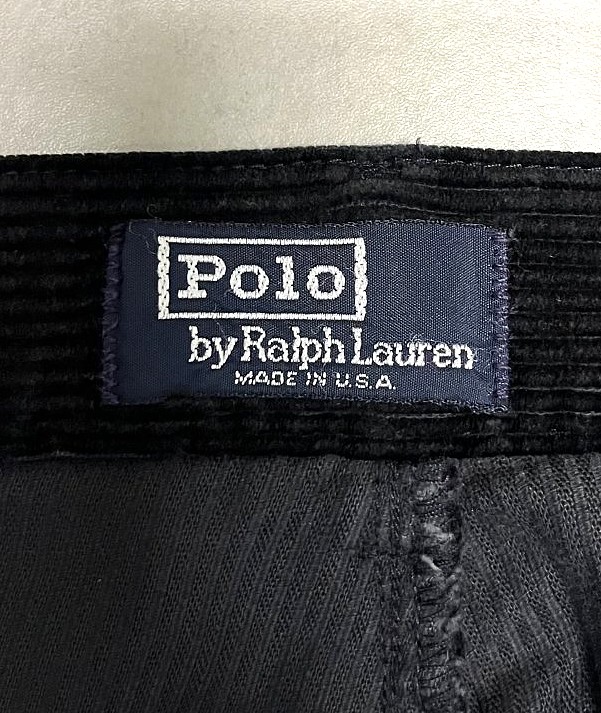 Polo
by Ralph Lauren
MADE IN U.S.A.